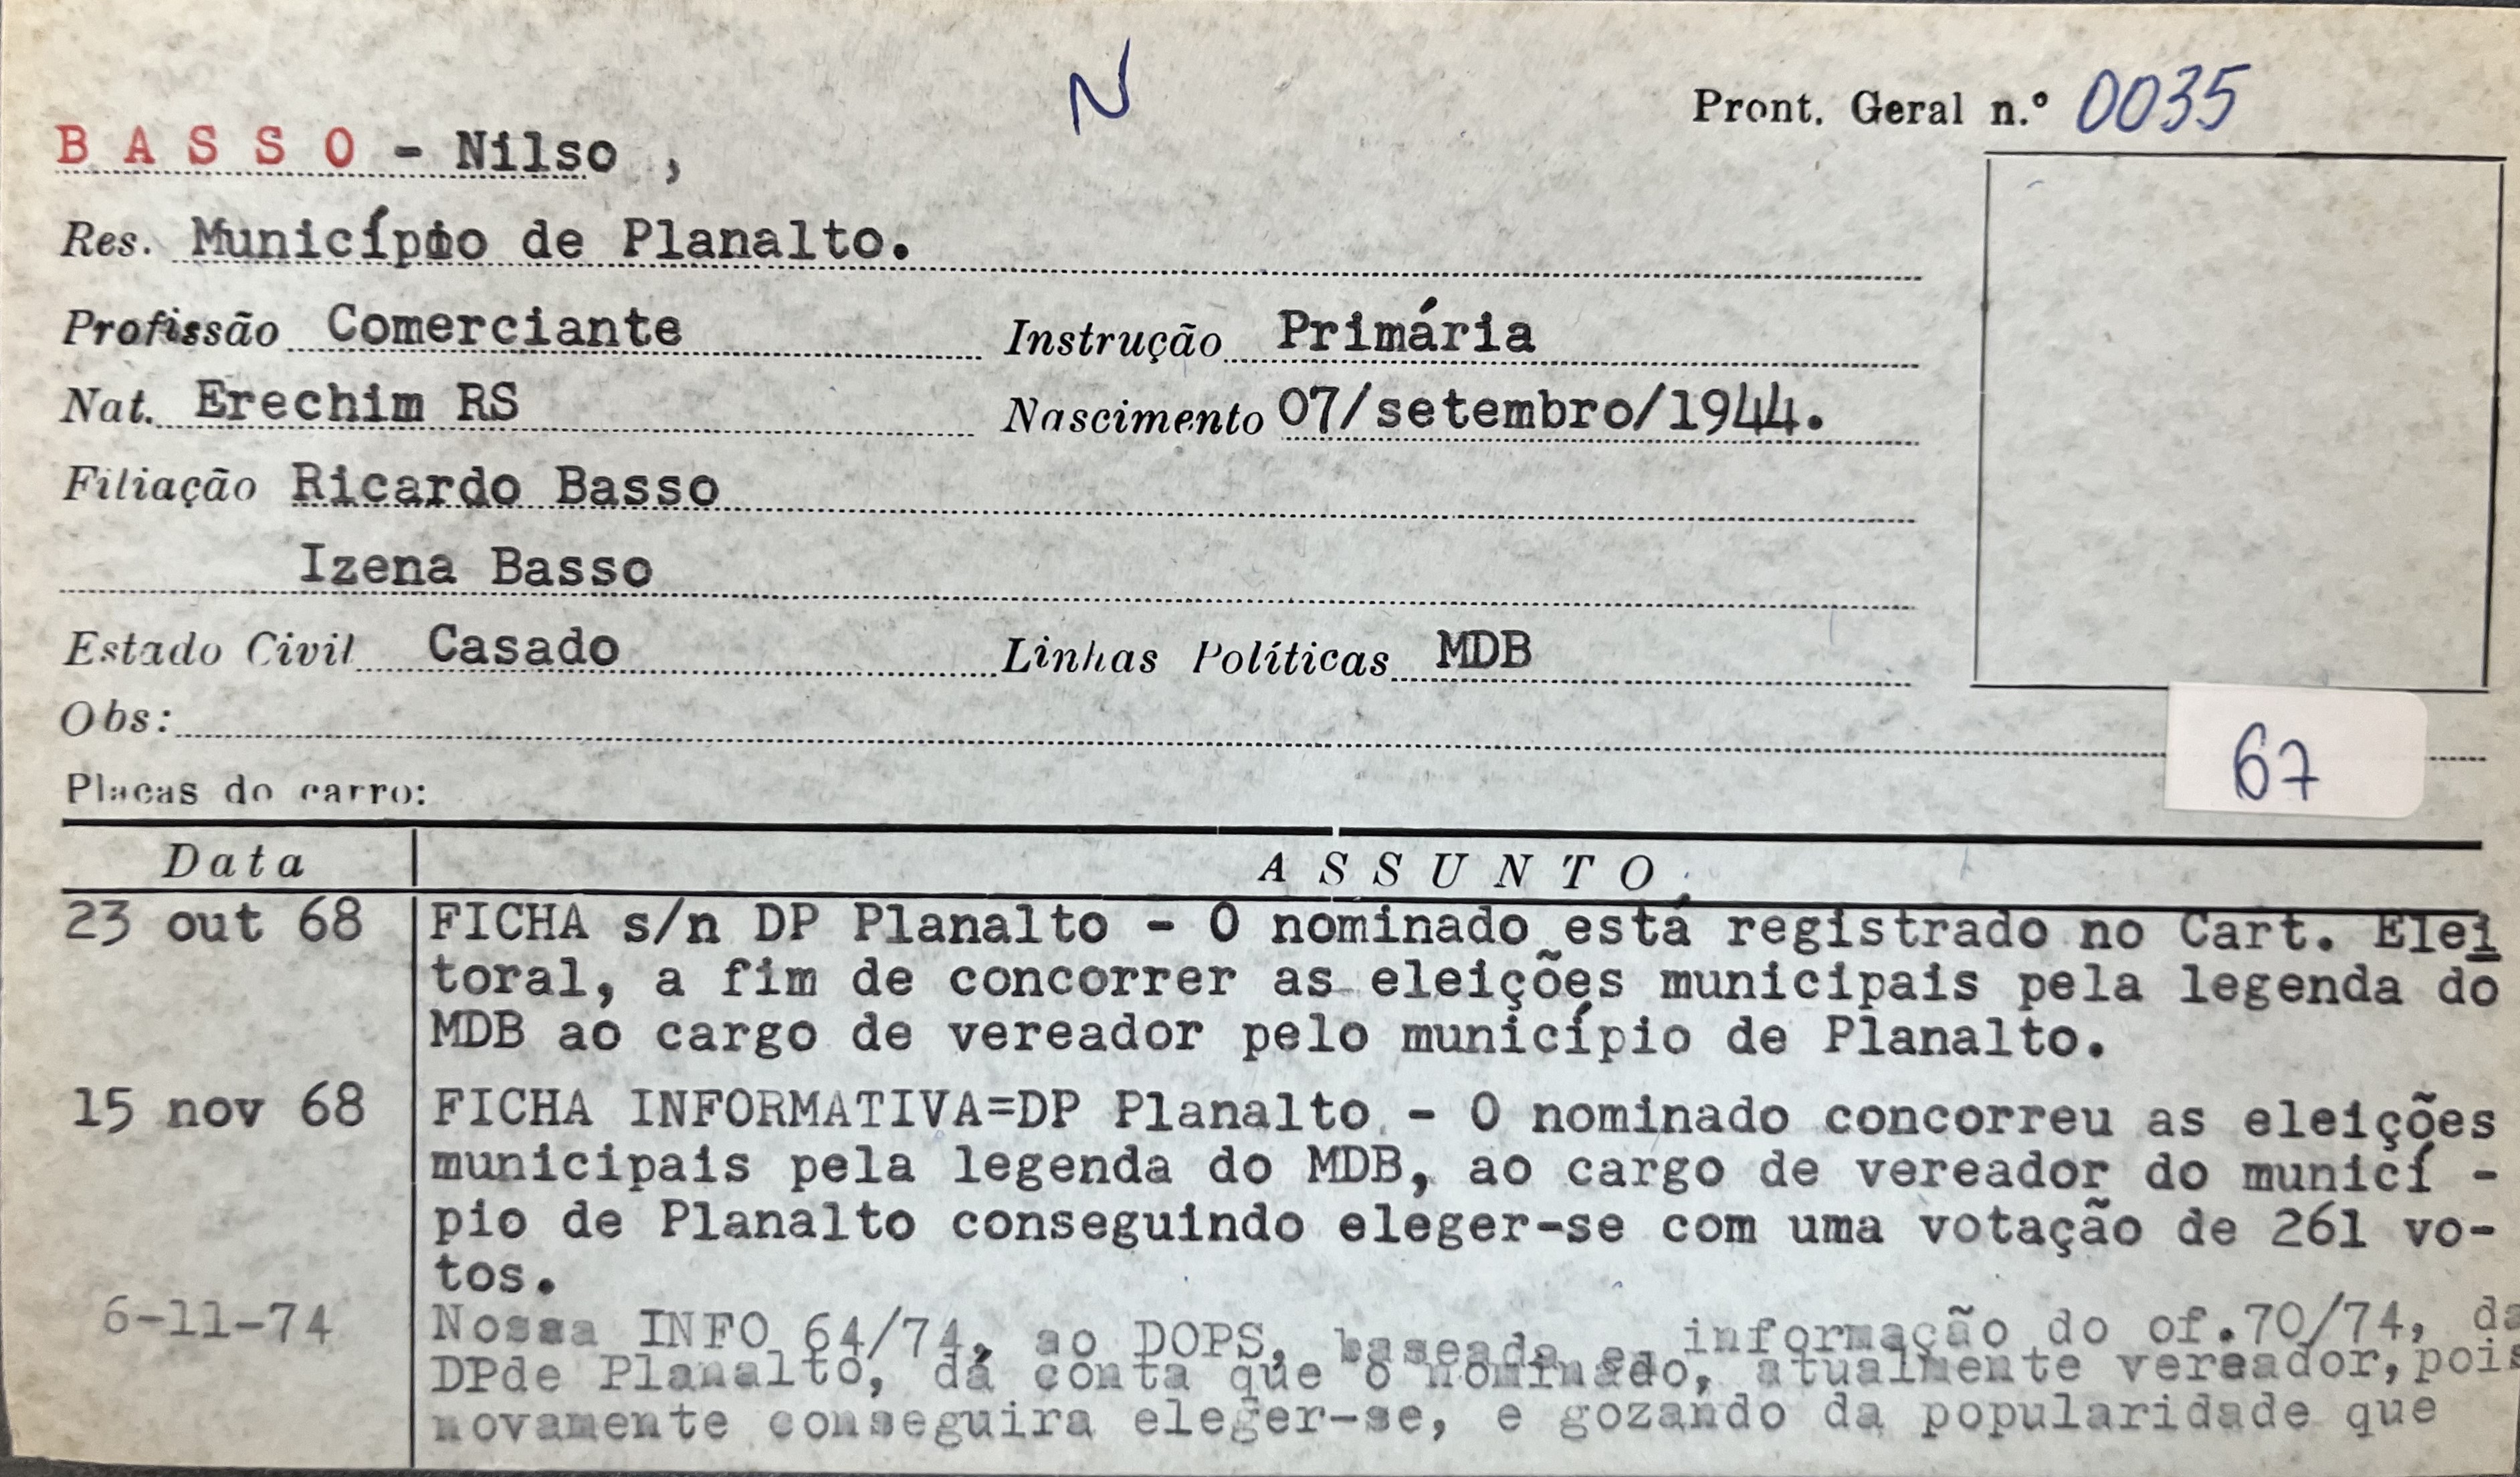 N
Pront. Geral n.º 0035
B A S S O - Nilso ,
Res. Município de Planalto.
Profissão Comerciante Instrução Primária
Nat. Erechim RS Nascimento 07/setembro/1944.
Filiação Ricardo Basso
Izena Basso
Estado Civil Casado Linhas Políticas MDB
Obs:
67
Placas do carro:
Data ASSUNTO
23 out 68 FICHA s/n DP Planalto - O nominado está registrado no Cart. Elei
toral, a fim de concorrer as eleições municipais pela legenda do
MDB ao cargo de vereador pelo município de Planalto.
15 nov 68 FICHA INFORMATIVA=DP Planalto - O nominado concorreu as eleições
municipais pela legenda do MDB, ao cargo de vereador do municí -
pio de Planalto conseguindo eleger-se com uma votação de 261 vo-
tos.
6-11-74 Nossa INFO 64/74, ao DOPS, baseada em informação do of.70/74, da
DPde Planalto, dá conta que o nominado, atualmente vereador, pois
novamente conseguira eleger-se, e gozando da popularidade que